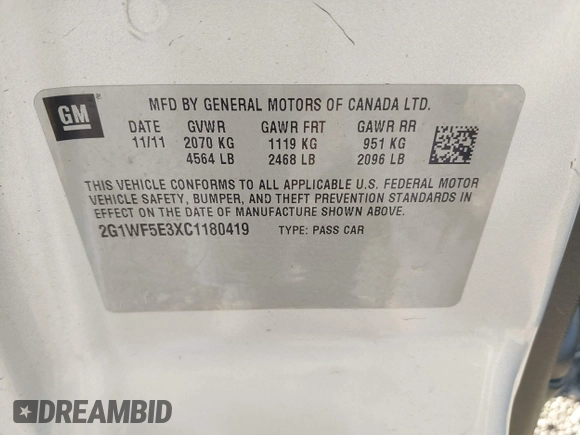 GM
MFD BY GENERAL MOTORS OF CANADA LTD.
DATE GVWR GAWR FRT GAWR RR
11/11 2070 KG 1119 KG 951 KG
4564 LB 2468 LB 2096 LB
THIS VEHICLE CONFORMS TO ALL APPLICABLE U.S. FEDERAL MOTOR
VEHICLE SAFETY, BUMPER, AND THEFT PREVENTION STANDARDS IN
EFFECT ON THE DATE OF MANUFACTURE SHOWN ABOVE.
2G1WF5E3XC1180419 TYPE: PASS CAR
DREAMBID